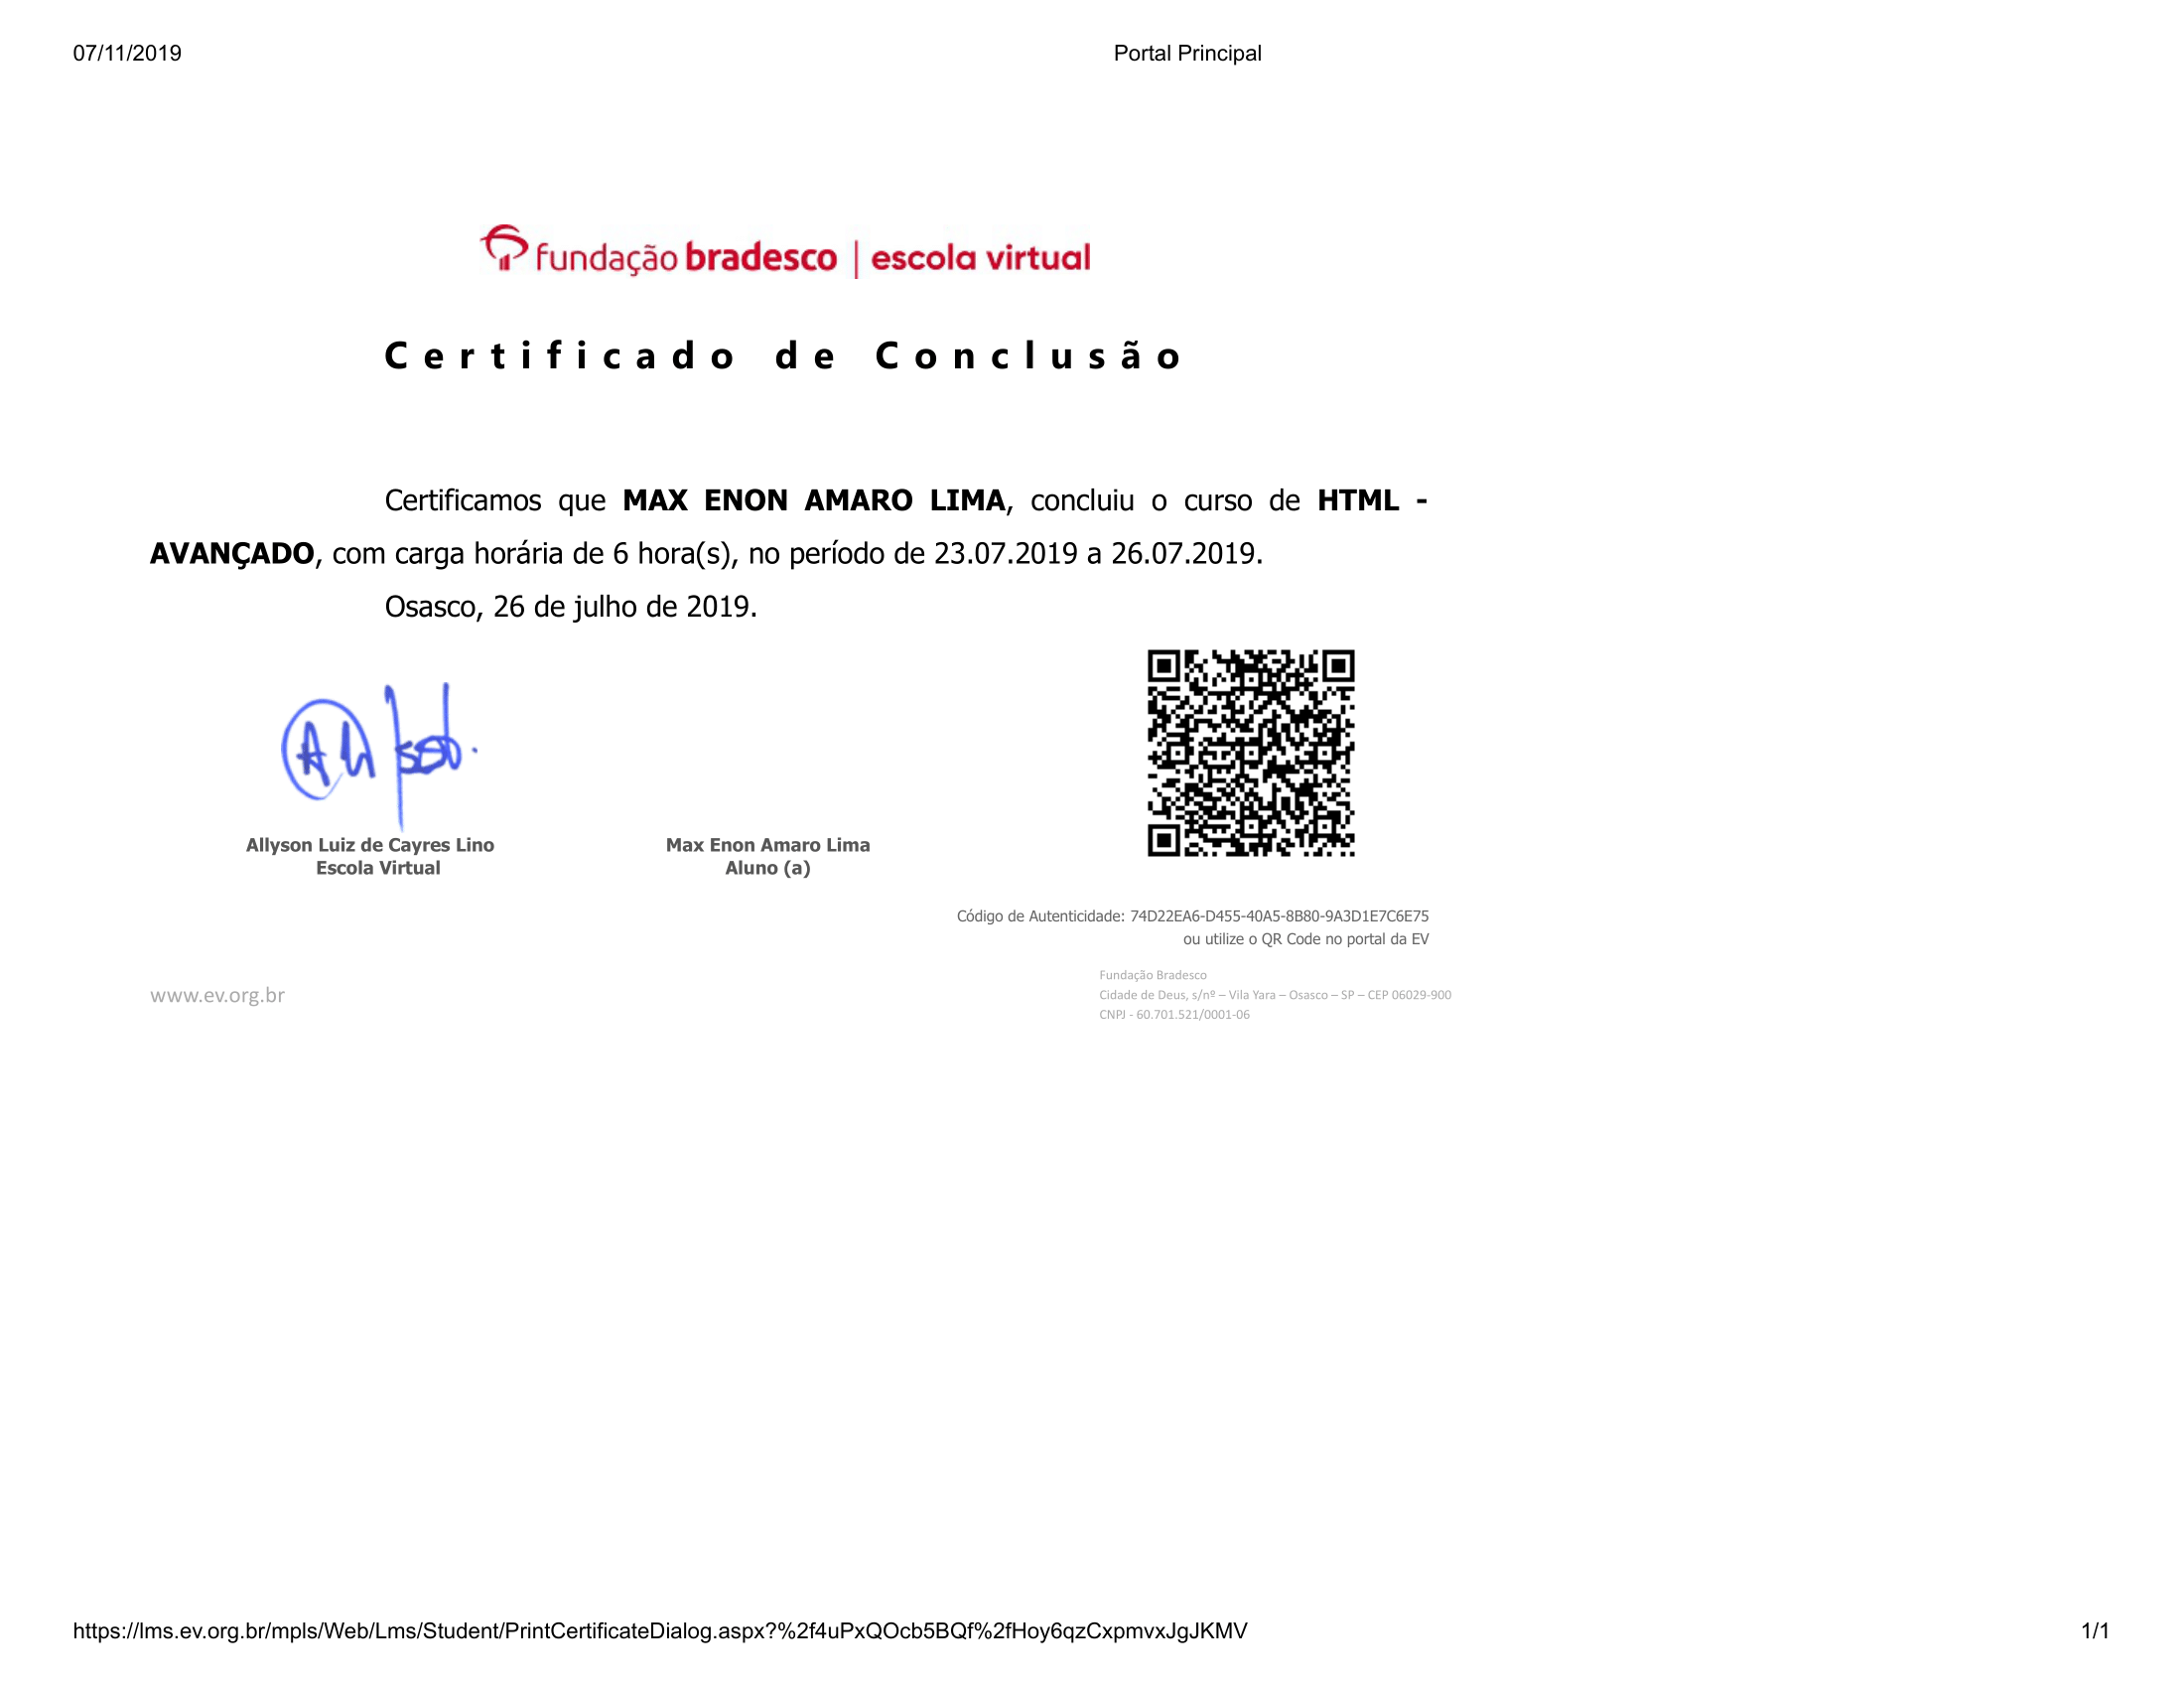 07/11/2019 Portal Principal
fundação bradesco | escola virtual
Certificado de Conclusão
Certificamos que MAX ENON AMARO LIMA, concluiu o curso de HTML -
AVANÇADO, com carga horária de 6 hora(s), no período de 23.07.2019 a 26.07.2019.
Osasco, 26 de julho de 2019.
Allyson Luiz de Cayres Lino
Escola Virtual
Max Enon Amaro Lima
Aluno (a)
Código de Autenticidade: 74D22EA6-D455-40A5-8B80-9A3D1E7C6E75
ou utilize o QR Code no portal da EV
www.ev.org.br
Fundação Bradesco
Cidade de Deus, s/nº – Vila Yara – Osasco – SP – CEP 06029-900
CNPJ - 60.701.521/0001-06
https://lms.ev.org.br/mpls/Web/Lms/Student/PrintCertificateDialog.aspx?%2f4uPxQOcb5BQf%2fHoy6qzCxpmvxJgJKMV 1/1